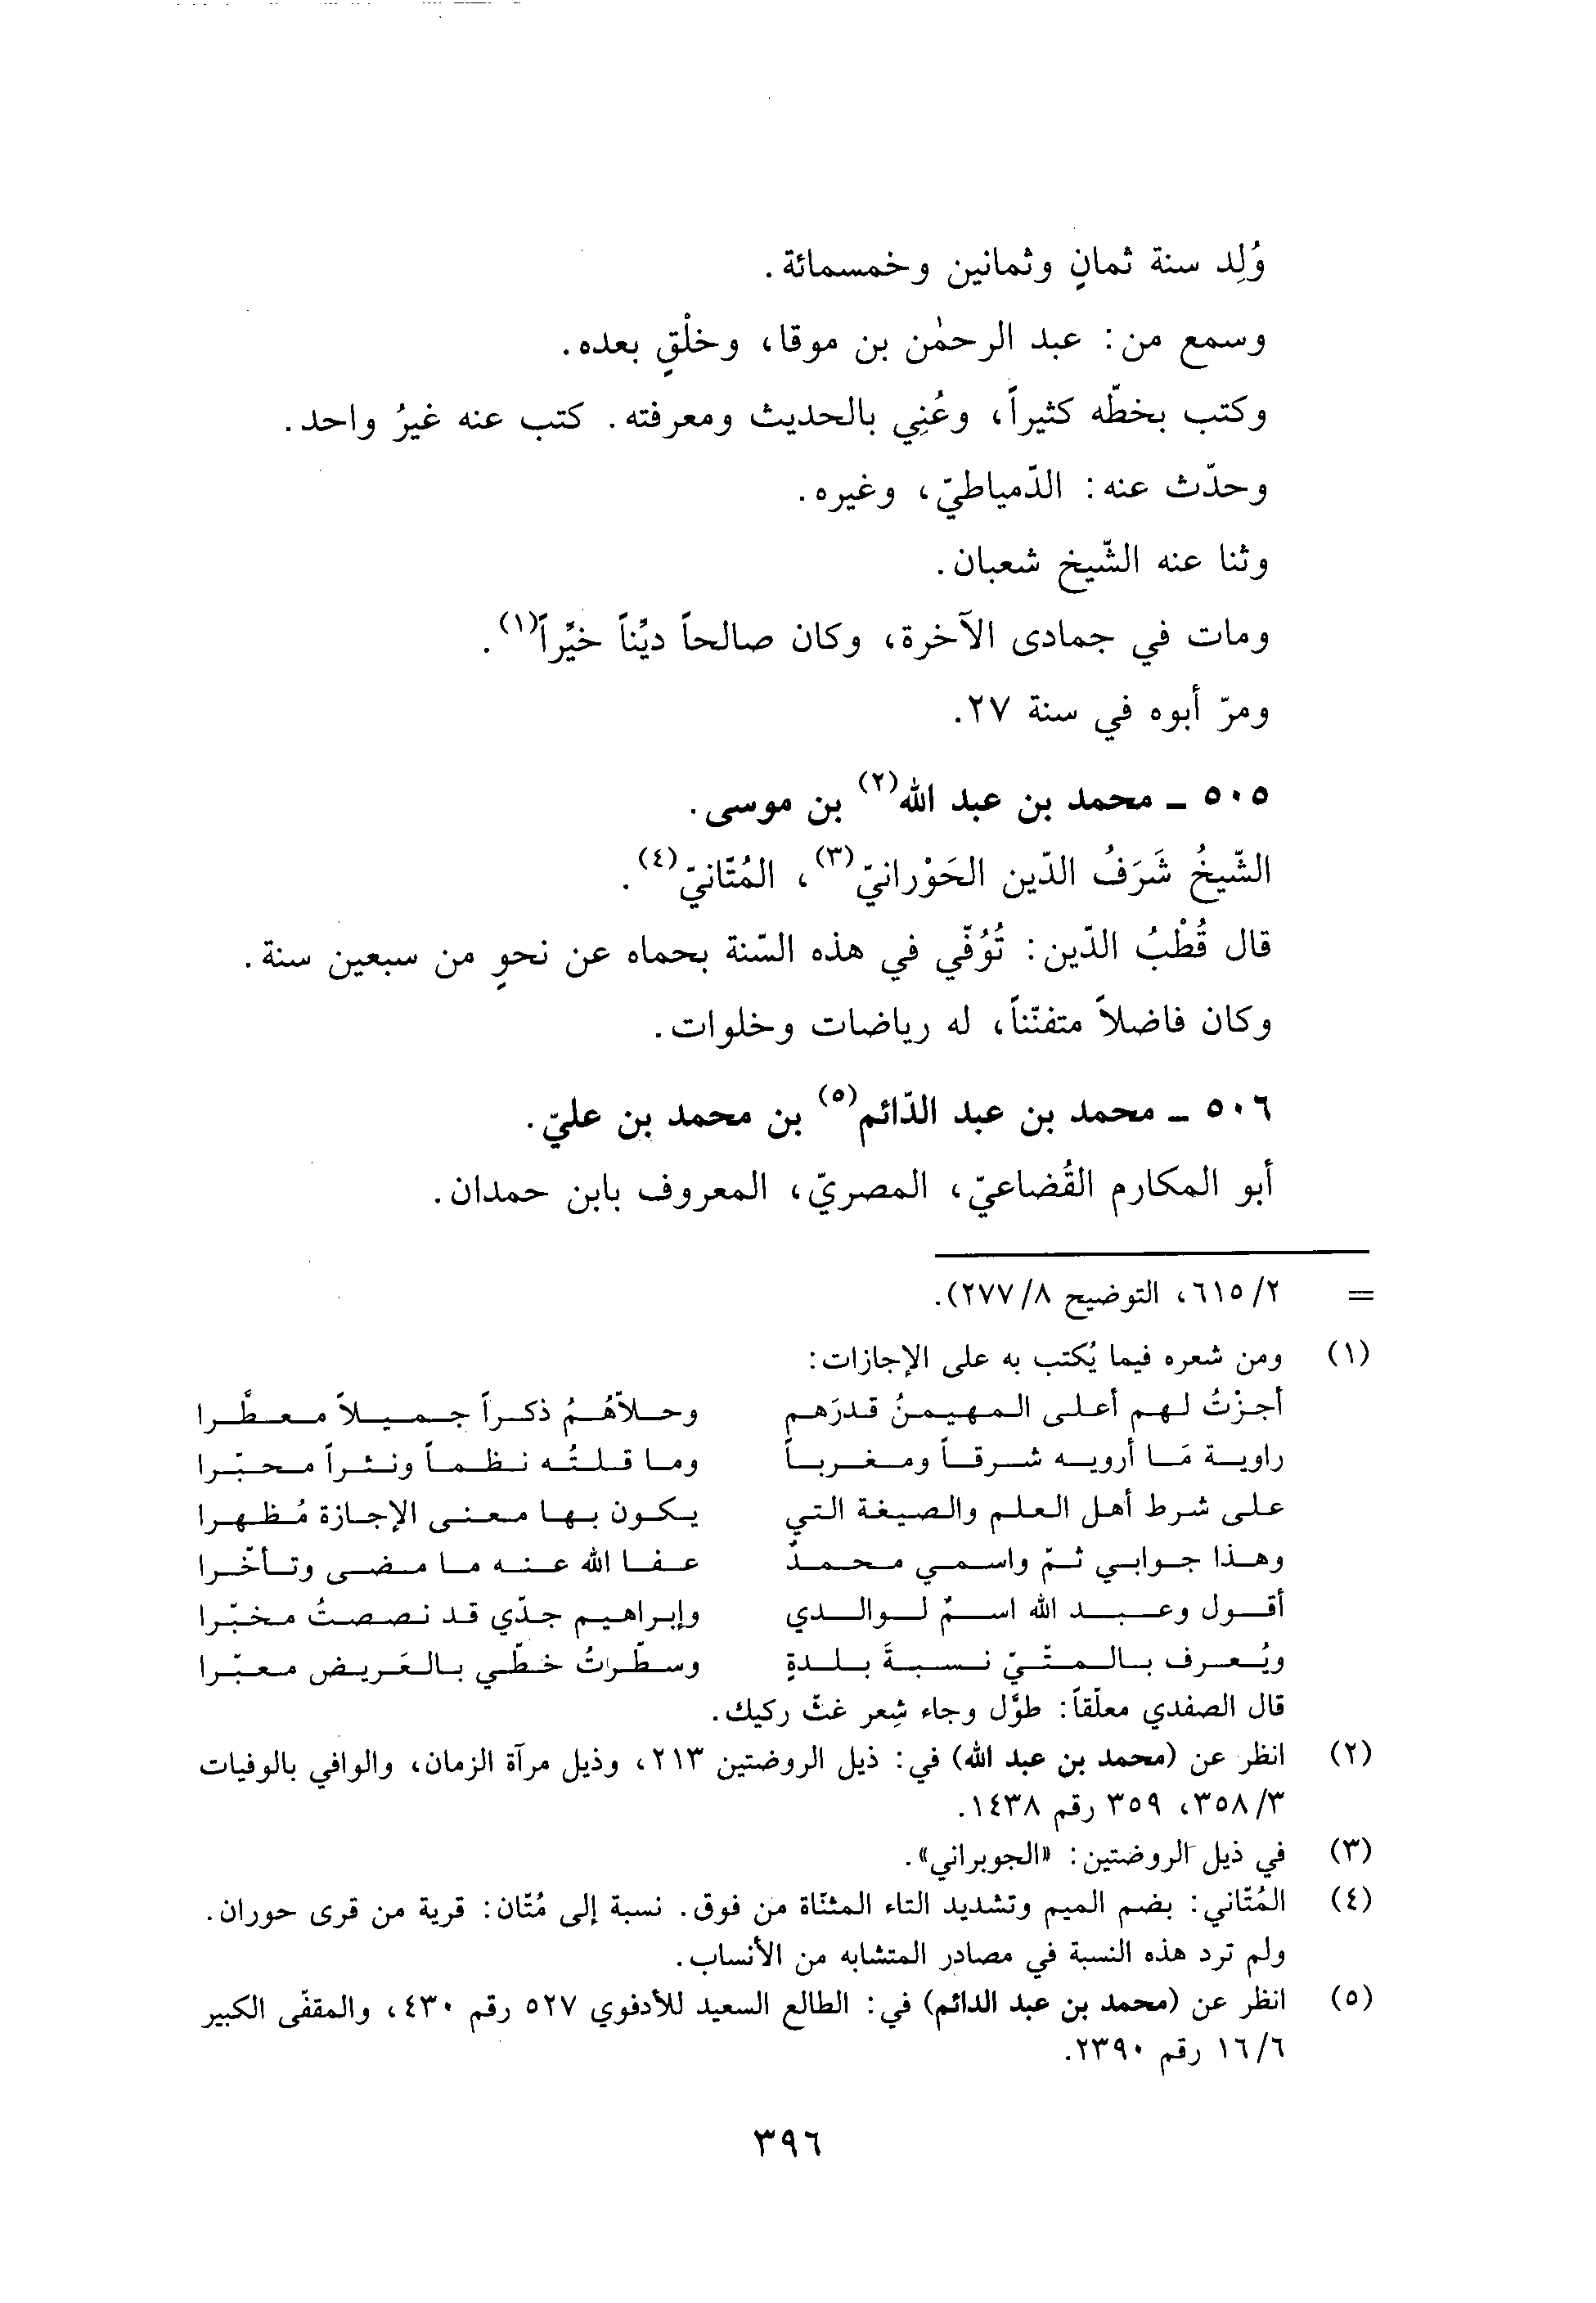 وُلِد سنة ثمانٍ وثمانين وخمسمائة.
وسمع من: عبد الرحمٰن بن موقا، وخلْقٍ بعده.
وكتب بخطّه كثيراً، وعُنِي بالحديث ومعرفته. كتب عنه غيرُ واحد.
وحدّث عنه: الدّمياطيّ، وغيره.
وثنا عنه الشّيخ شعبان.
ومات في جمادى الآخرة، وكان صالحاً ديِّناً خيِّراً(١).
ومرّ أبوه في سنة ٢٧.
٥٠٥ ـ محمد بن عبد الله(٢) بن موسى.
الشّيخُ شَرَفُ الدّين الحَوْرانيّ(٣)، المُتّانيّ(٤).
قال قُطْبُ الدّين: تُوُفّي في هذه السّنة بحماه عن نحوٍ من سبعين سنة.
وكان فاضلاً متفنّناً، له رياضات وخلوات.
٥٠٦ ـ محمد بن عبد الدّائم(٥) بن محمد بن عليّ.
أبو المكارم القُضاعيّ، المصريّ، المعروف بابن حمدان.
= ٦١٥/٢، التوضيح ٢٧٧/٨).
(١) ومن شعره فيما يُكتب به على الإجازات:
أجزْتُ لهم أعلى المهيمنُ قدرَهم وحلاّهُمُ ذكراً جميلاً معطَّرا
راوية مَا أرويه شرقاً ومغرباً وما قلتُه نظماً ونثراً محبّرا
على شرط أهل العلم والصيغة التي يكون بها معنى الإجازة مُظهرا
وهذا جوابي ثمّ واسمي محمدٌ عفا الله عنه ما مضى وتأخّرا
أقول وعبد الله اسمٌ لوالدي وإبراهيم جدّي قد نصصتُ مخبّرا
ويُعرف بالمتّيّ نسبةَ بلدةٍ وسطّرتُ خطّي بالعَريض معبّرا
قال الصفدي معلّقاً: طوَّل وجاء شِعر غثّ ركيك.
(٢) انظر عن (محمد بن عبد الله) في: ذيل الروضتين ٢١٣، وذيل مرآة الزمان، والوافي بالوفيات
٣٥٨/٣، ٣٥٩ رقم ١٤٣٨.
(٣) في ذيل الروضتين: «الجوبراني».
(٤) المُتّاني: بضم الميم وتشديد التاء المثنّاة من فوق. نسبة إلى مُتّان: قرية من قرى حوران.
ولم ترد هذه النسبة في مصادر المتشابه من الأنساب.
(٥) انظر عن (محمد بن عبد الدائم) في: الطالع السعيد للأدفوي ٥٢٧ رقم ٤٣٠، والمقفّى الكبير
١٦/٦ رقم ٢٣٩٠.
٣٩٦